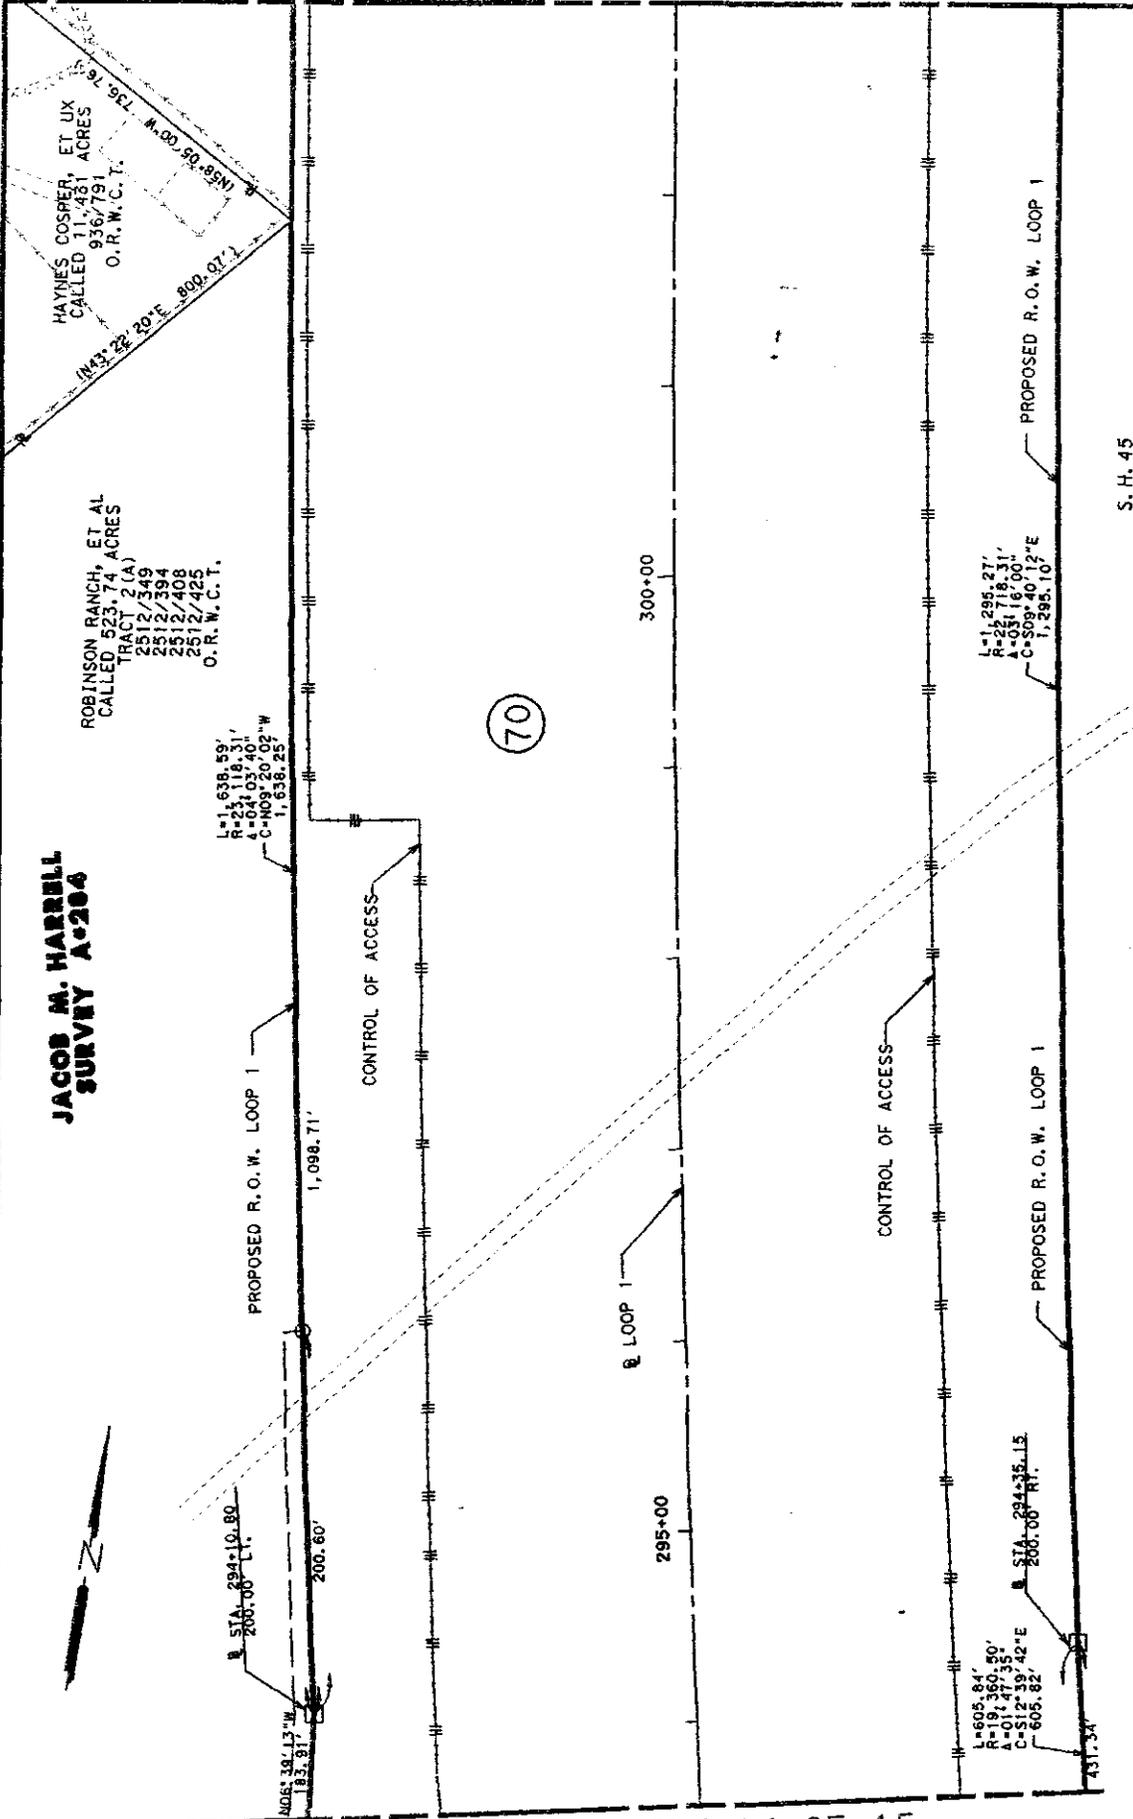 736.76'
(N58°05'00"W
HAYNES COSPER, ET UX
CALLED 11.431 ACRES
936/791
O.R.W.C.T.
(N43°22'20"E 800.07')
ROBINSON RANCH, ET AL
CALLED 523.74 ACRES
TRACT 2(A)
2512/349
2512/394
2512/408
2512/425
O.R.W.C.T.
JACOB M. HARRELL
SURVEY A-284
L=1,638.59'
R=23,118.31'
Δ=04°03'40"
C=N09°20'02"W
1,638.25'
PROPOSED R.O.W. LOOP 1
1,098.71'
CONTROL OF ACCESS
70
300+00
295+00
LOOP 1
N
STA. 294+10.80
200.00' LT.
200.60'
N06°39'13"W
183.91'
PROPOSED R.O.W. LOOP 1
L=1,295.27'
R=22,718.31'
Δ=03°16'00"
C=S09°40'12"E
1,295.10'
S.H. 45
CONTROL OF ACCESS
PROPOSED R.O.W. LOOP 1
STA. 294+35.15
200.00' RT.
L=605.84'
R=19,360.50'
Δ=01°47'35"
C=S12°39'42"E
605.82'
431.34'